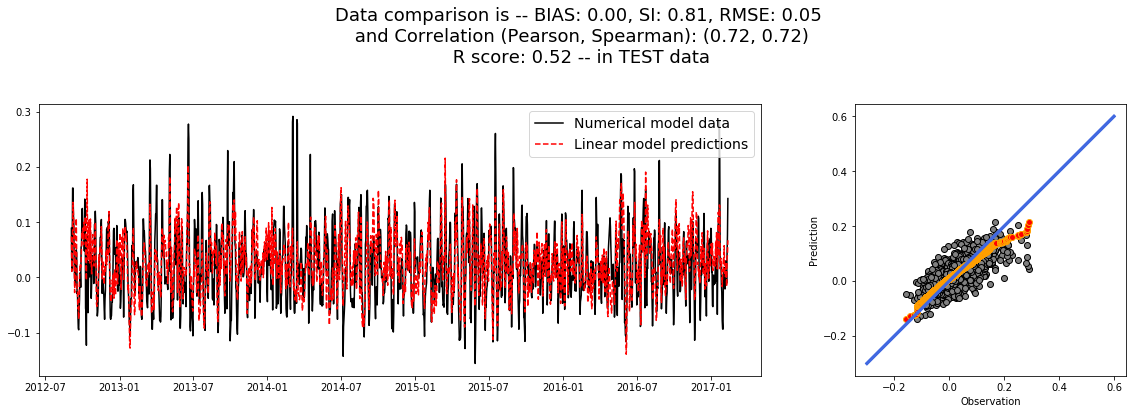 Data comparison is -- BIAS: 0.00, SI: 0.81, RMSE: 0.05
and Correlation (Pearson, Spearman): (0.72, 0.72)
R score: 0.52 -- in TEST data
0.3
0.2
0.1
0.0
−0.1
2012-07 2013-01 2013-07 2014-01 2014-07 2015-01 2015-07 2016-01 2016-07 2017-01
Numerical model data
Linear model predictions
Prediction
0.6
0.4
0.2
0.0
−0.2
−0.2 0.0 0.2 0.4 0.6
Observation